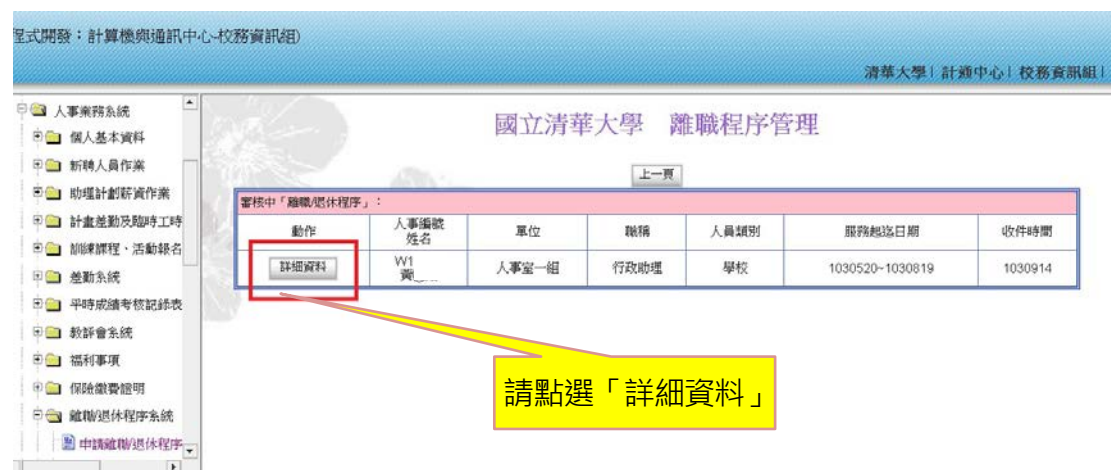 程式開發：計算機與通訊中心-校務資訊組)
清華大學| 計通中心| 校務資訊組|
人事業務系統
個人基本資料
新聘人員作業
助理計劃薪資作業
計畫差勤及臨時工時
訓練課程、活動報名
差勤系統
平時成績考核記錄表
教評會系統
福利事項
保險繳費證明
離職/退休程序系統
申請離職/退休程序
國立清華大學 離職程序管理
上一頁
審核中「離職/退休程序」：
動作 人事編號 姓名 單位 職稱 人員類別 服務起迄日期 收件時間
詳細資料 W1 黃 人事室一組 行政助理 學校 1030520~1030819 1030914
請點選「詳細資料」